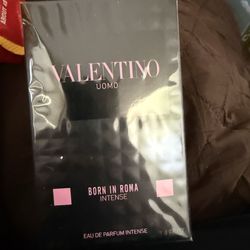 VALENTINO
UOMO
BORN IN ROMA
INTENSE
EAU DE PARFUM INTENSE